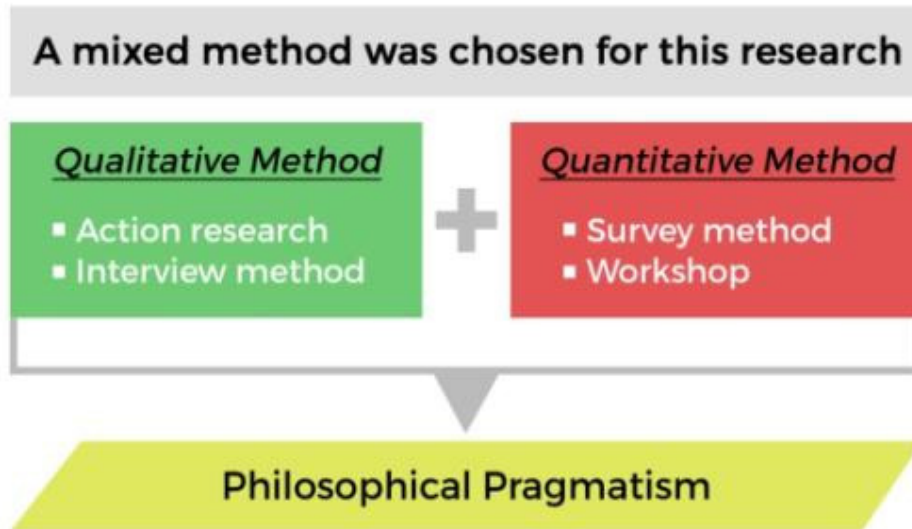 A mixed method was chosen for this research
Qualitative Method
▪ Action research
▪ Interview method
+
Quantitative Method
▪ Survey method
▪ Workshop
Philosophical Pragmatism